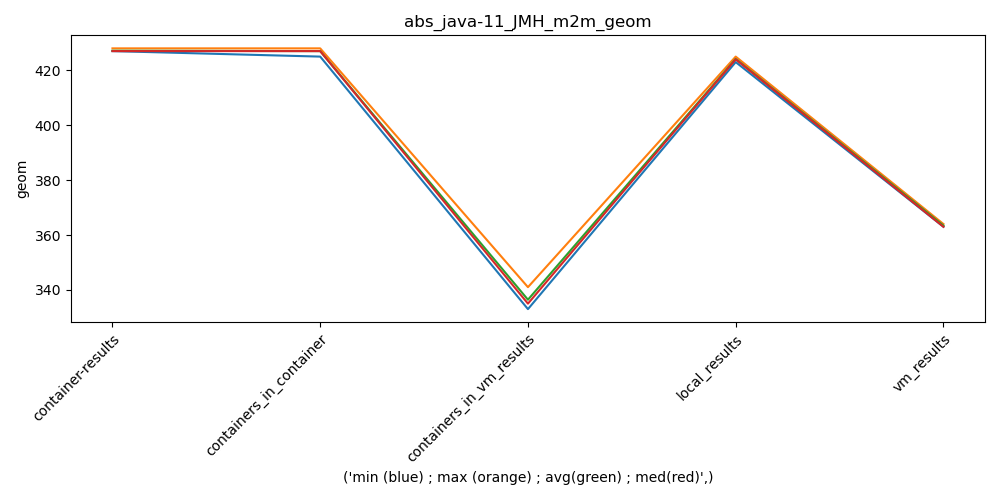 abs_java-11_JMH_m2m_geom
geom
420
400
380
360
340
container-results
containers_in_container
containers_in_vm_results
local_results
vm_results
('min (blue) ; max (orange) ; avg(green) ; med(red)',)